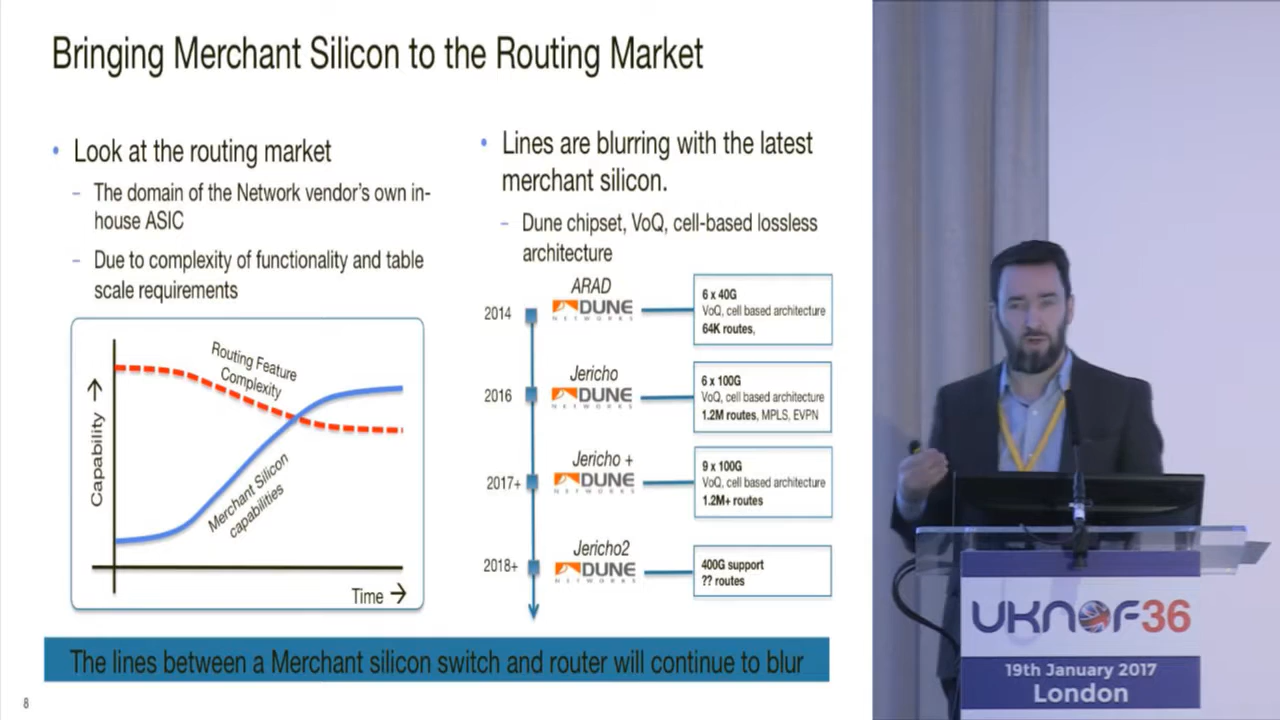 Bringing Merchant Silicon to the Routing Market
• Look at the routing market
– The domain of the Network vendor's own in-
house ASIC
– Due to complexity of functionality and table
scale requirements
Capability →
Routing Feature
Complexity
Merchant Silicon
capabilities
Time →
• Lines are blurring with the latest
merchant silicon.
– Dune chipset, VoQ, cell-based lossless
architecture
2014
ARAD
DUNE
NETWORKS
6 x 40G
VoQ, cell based architecture
64K routes,
2016
Jericho
DUNE
NETWORKS
6 x 100G
VoQ, cell based architecture
1.2M routes, MPLS, EVPN
2017+
Jericho +
DUNE
NETWORKS
9 x 100G
VoQ, cell based architecture
1.2M+ routes
2018+
Jericho2
DUNE
NETWORKS
400G support
?? routes
The lines between a Merchant silicon switch and router will continue to blur
8
UKNOF36
19th January 2017
London